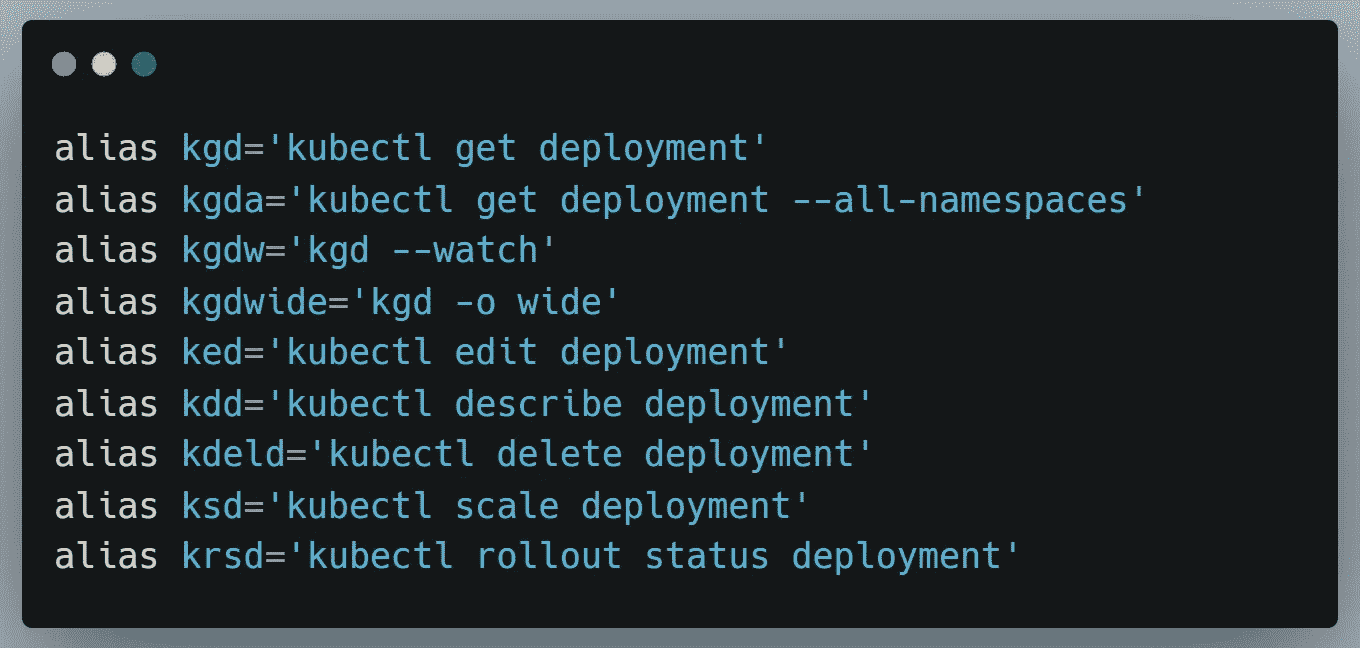 alias kgd='kubectl get deployment'
alias kgda='kubectl get deployment --all-namespaces'
alias kgdw='kgd --watch'
alias kgdwide='kgd -o wide'
alias ked='kubectl edit deployment'
alias kdd='kubectl describe deployment'
alias kdeld='kubectl delete deployment'
alias ksd='kubectl scale deployment'
alias krsd='kubectl rollout status deployment'